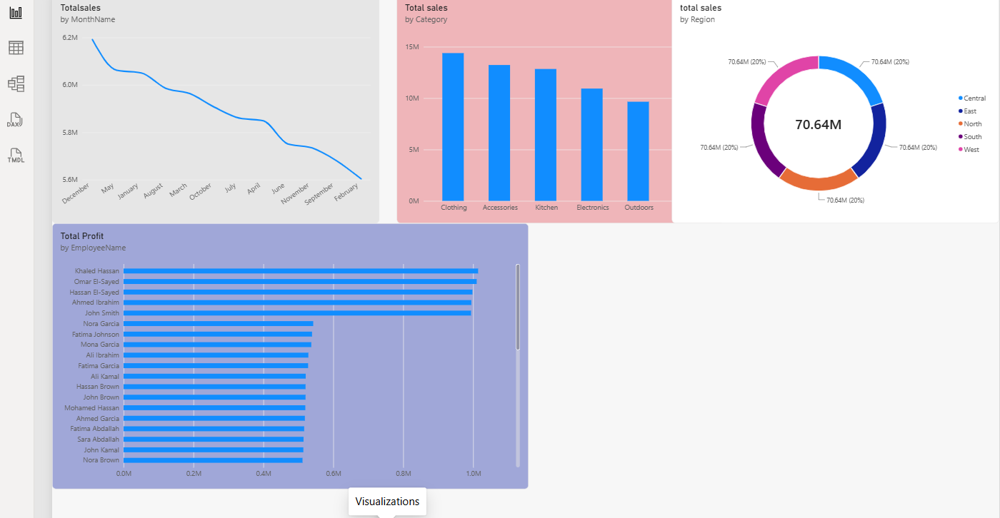 DAX
TMDL
Totalsales
by MonthName
6.2M
6.0M
5.8M
5.6M
December
May
January
August
March
October
July
April
June
November
September
February
Total sales
by Category
15M
10M
5M
0M
Clothing
Accessories
Kitchen
Electronics
Outdoors
total sales
by Region
70.64M (20%)
70.64M (20%)
70.64M (20%)
70.64M (20%)
70.64M (20%)
70.64M
Central
East
North
South
West
Total Profit
by EmployeeName
Khaled Hassan
Omar El-Sayed
Hassan El-Sayed
Ahmed Ibrahim
John Smith
Nora Garcia
Fatima Johnson
Mona Garcia
Ali Ibrahim
Fatima Garcia
Ali Kamal
Hassan Brown
John Brown
Mohamed Hassan
Ahmed Garcia
Fatima Abdallah
Sara Abdallah
John Kamal
Nora Brown
0.0M
0.2M
0.4M
0.6M
0.8M
1.0M
Visualizations